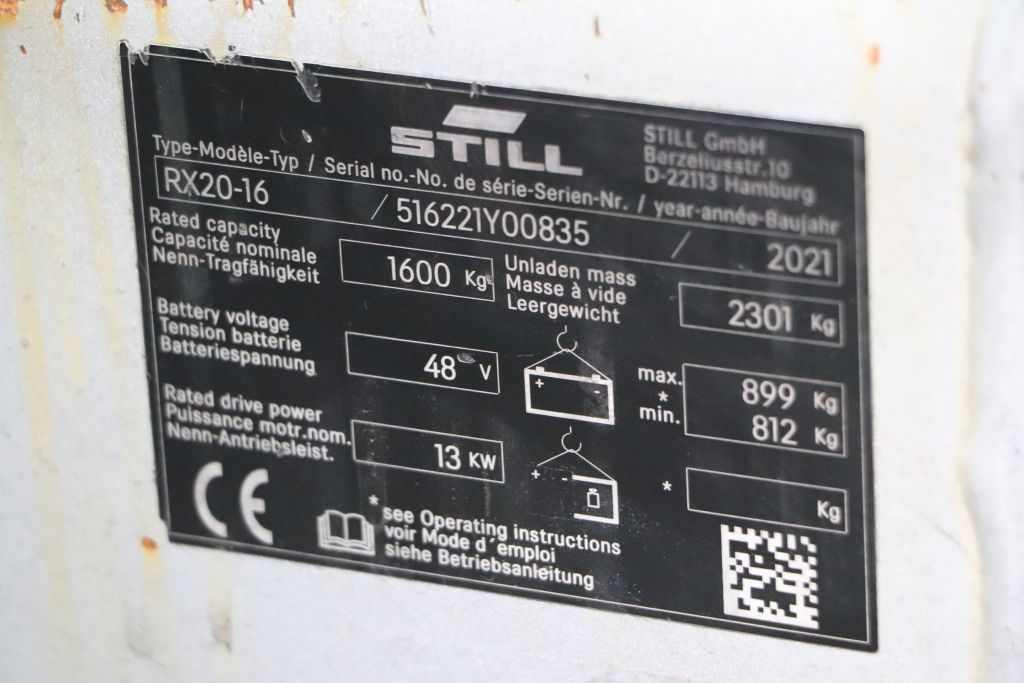 STILL
STILL GmbH
Berzeliusstr.10
D-22113 Hamburg
Type-Modèle-Typ / Serial no.-No. de série-Serien-Nr. / year-année-Baujahr
RX20-16 / 516221Y00835 / 2021
Rated capacity
Capacité nominale
Nenn-Tragfähigkeit
1600 Kg
Unladen mass
Masse à vide
Leergewicht
2301 Kg
Battery voltage
Tension batterie
Batteriespannung
48 V
+ -
max.
*
min.
899 Kg
812 Kg
Rated drive power
Puissance motr.nom.
Nenn-Antriebsleist.
13 KW
+ -
* Kg
CE
* see Operating instructions
voir Mode d´emploi
siehe Betriebsanleitung